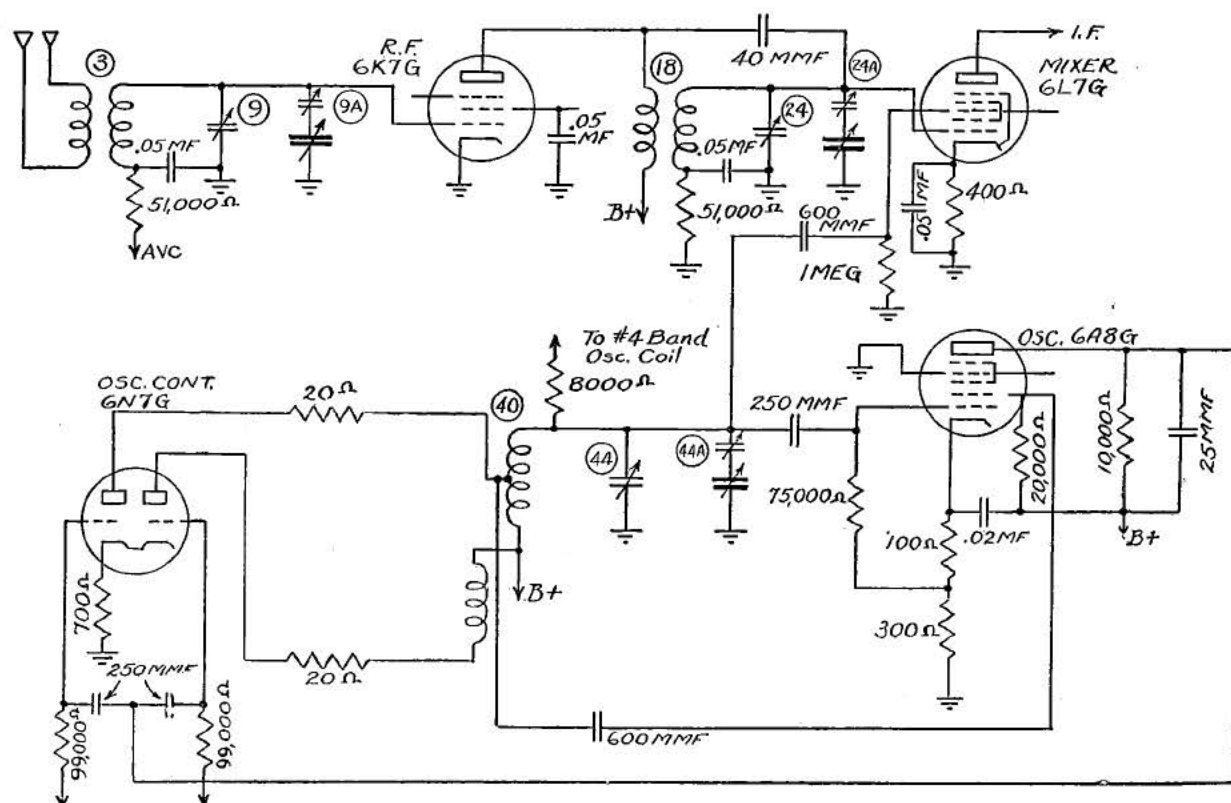 3
R.F.
6K7G
9
9A
.05MF
51,000Ω
AVC
.05
MF
18
40 MMF
24A
I.F.
MIXER
6L7G
24
.05MF
51,000Ω
B+
600
MMF
1MEG
.05 MF
400Ω
To #4 Band
Osc. Coil
8000Ω
OSC. 6A8G
OSC. CONT.
6N7G
20Ω
40
250 MMF
44
44A
75,000Ω
20,000Ω
10,000Ω
25MMF
.02MF
B+
100Ω
300Ω
B+
700Ω
20Ω
250 MMF
99,000Ω
99,000Ω
600MMF